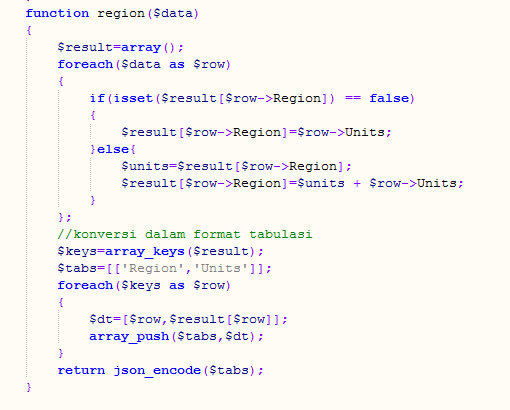 function region($data)
{
    $result=array();
    foreach($data as $row)
    {
        if(isset($result[$row->Region]) == false)
        {
            $result[$row->Region]=$row->Units;
        }else{
            $units=$result[$row->Region];
            $result[$row->Region]=$units + $row->Units;
        }
    };
    //konversi dalam format tabulasi
    $keys=array_keys($result);
    $tabs=[['Region','Units']];
    foreach($keys as $row)
    {
        $dt=[$row,$result[$row]];
        array_push($tabs,$dt);
    }
    return json_encode($tabs);
}